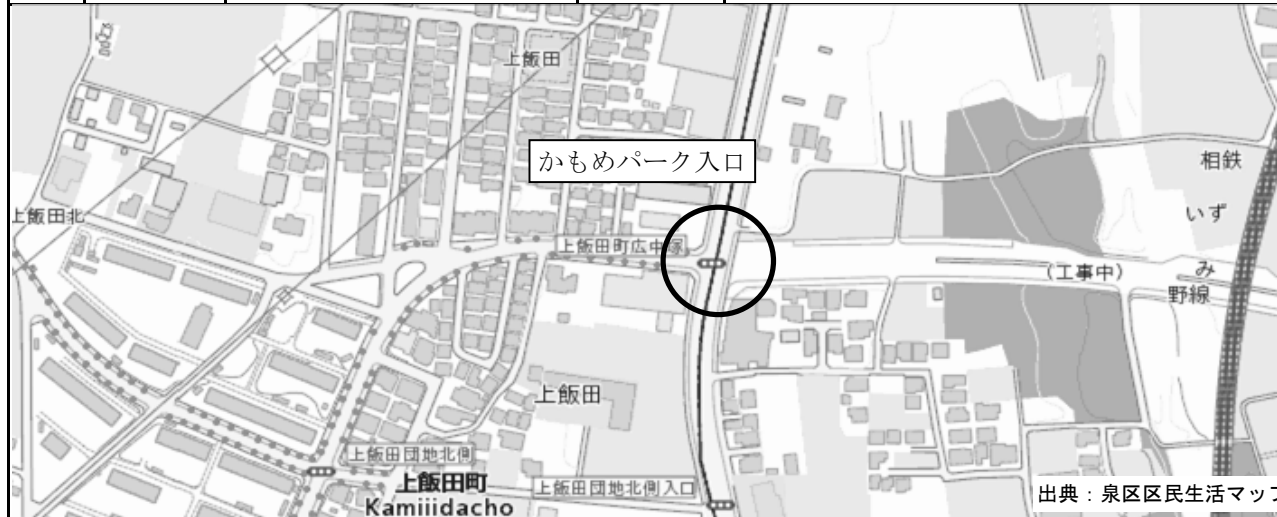 上飯田
かもめパーク入口
相鉄
いず
み
野線
上飯田北
上飯田町広中塚
(工事中)
上飯田
上飯田団地北側
上飯田町
Kamiiidacho
上飯田団地北側入口
出典：泉区区民生活マップ